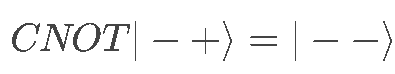 CNOT| − +⟩ = | − −⟩